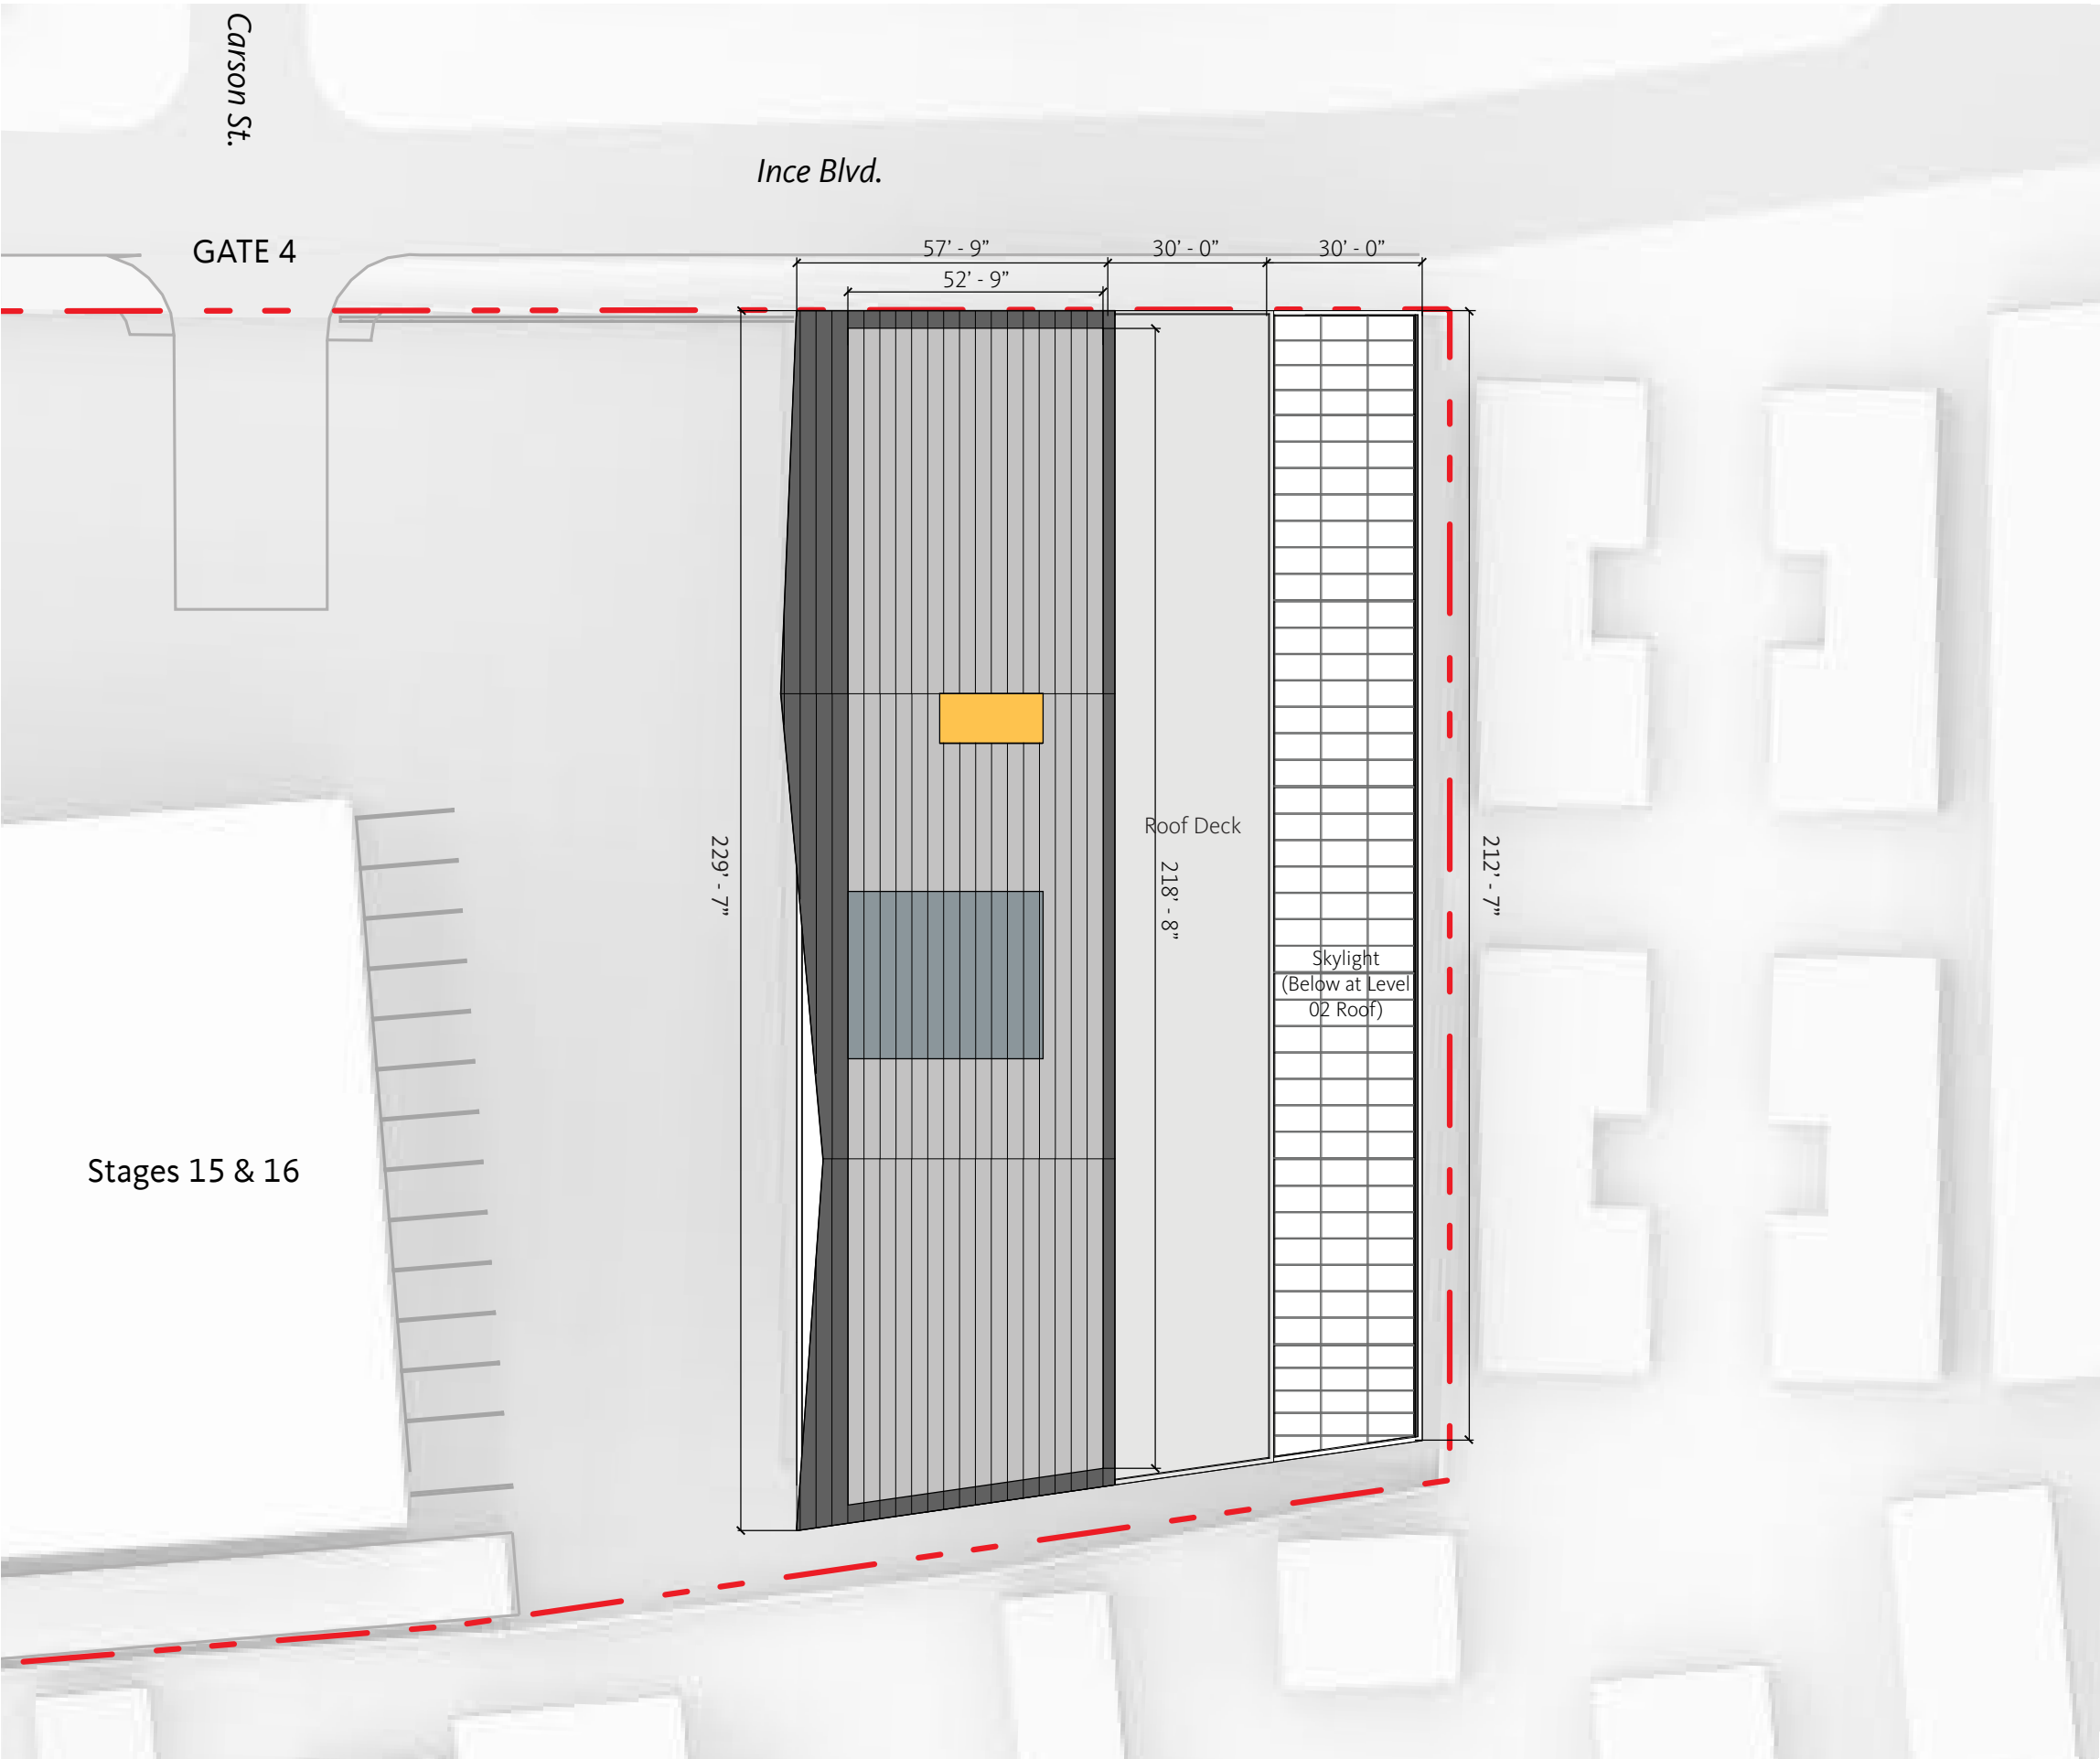 Carson St.
Ince Blvd.
GATE 4
57’ - 9”
30’ - 0”
30’ - 0”
52’ - 9”
Roof Deck
229’ - 7”
218’ - 8”
212’ - 7”
Skylight
(Below at Level
02 Roof)
Stages 15 & 16